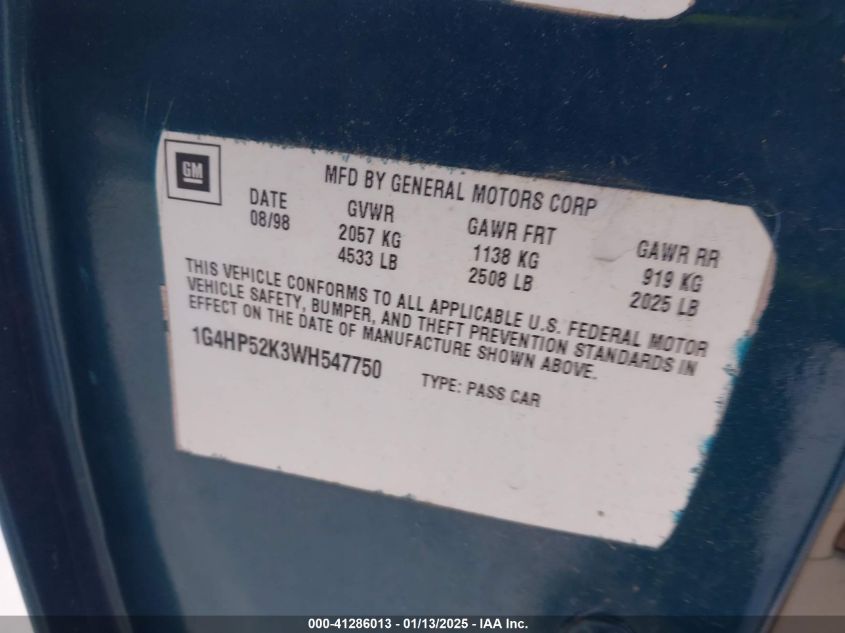 GM
MFD BY GENERAL MOTORS CORP
DATE GVWR GAWR FRT GAWR RR
08/98 2057 KG 1138 KG 919 KG
4533 LB 2508 LB 2025 LB
THIS VEHICLE CONFORMS TO ALL APPLICABLE U.S. FEDERAL MOTOR
VEHICLE SAFETY, BUMPER, AND THEFT PREVENTION STANDARDS IN
EFFECT ON THE DATE OF MANUFACTURE SHOWN ABOVE.
1G4HP52K3WH547750 TYPE: PASS CAR
000-41286013 - 01/13/2025 - IAA Inc.